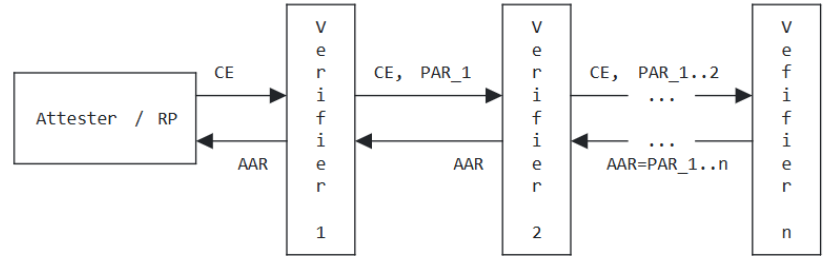 Attester / RP
CE
AAR
Verifier 1
CE, PAR_1
AAR
Verifier 2
CE, PAR_1..2
...
...
AAR=PAR_1..n
Vefifier n